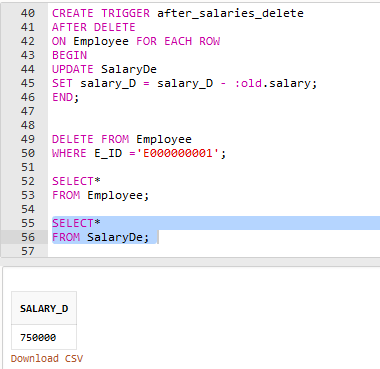 40 CREATE TRIGGER after_salaries_delete
41 AFTER DELETE
42 ON Employee FOR EACH ROW
43 BEGIN
44 UPDATE SalaryDe
45 SET salary_D = salary_D - :old.salary;
46 END;
47
48
49 DELETE FROM Employee
50 WHERE E_ID ='E000000001';
51
52 SELECT*
53 FROM Employee;
54
55 SELECT*
56 FROM SalaryDe;
57
SALARY_D
750000
Download CSV